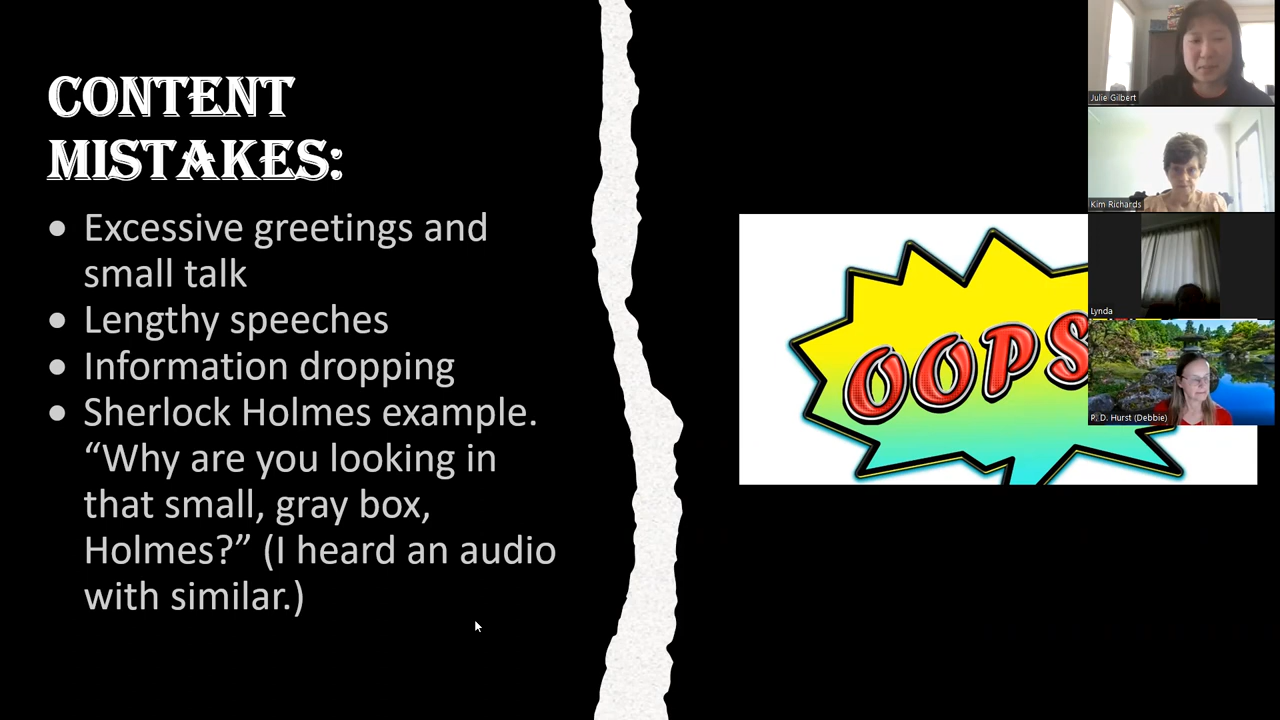 CONTENT
MISTAKES:
• Excessive greetings and
small talk
• Lengthy speeches
• Information dropping
• Sherlock Holmes example.
“Why are you looking in
that small, gray box,
Holmes?” (I heard an audio
with similar.)
OOPS
Julie Gilbert
Kim Richards
Lynda
P. D. Hurst (Debbie)